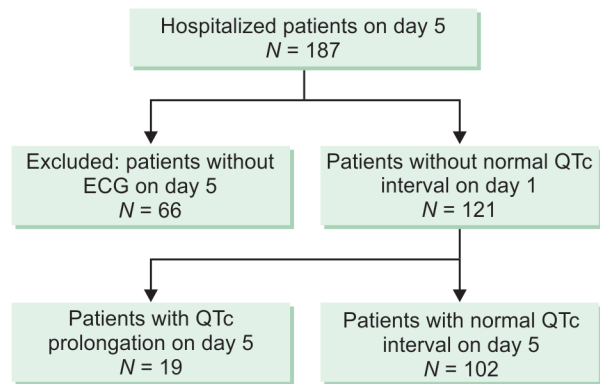 Hospitalized patients on day 5
N = 187
Excluded: patients without
ECG on day 5
N = 66
Patients without normal QTc
interval on day 1
N = 121
Patients with QTc
prolongation on day 5
N = 19
Patients with normal QTc
interval on day 5
N = 102